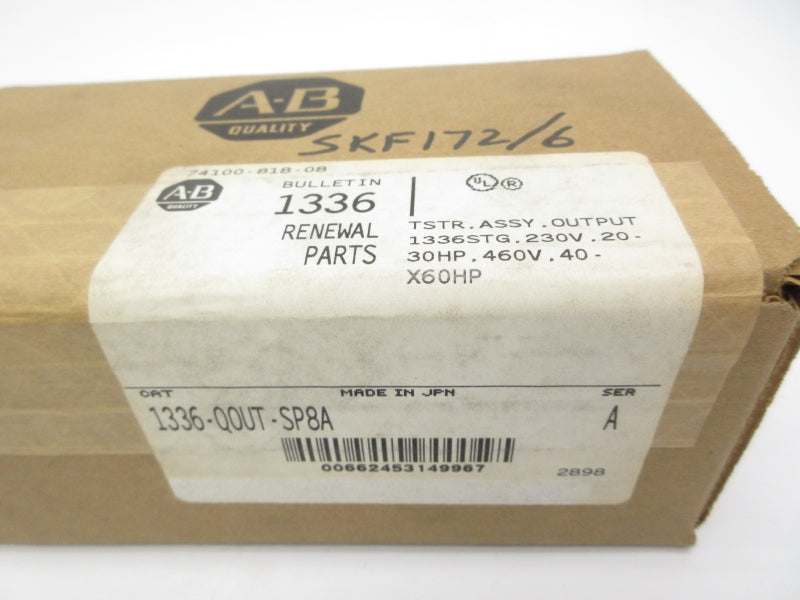 A-B
QUALITY
SKF172/6
74100-818-08
A-B
QUALITY
BULLETIN
1336
RENEWAL
PARTS
UL R
TSTR.ASSY.OUTPUT
1336STG.230V.20-
30HP.460V.40-
X60HP
CAT
MADE IN JPN
SER
1336-QOUT-SP8A
A
00662453149967
2898